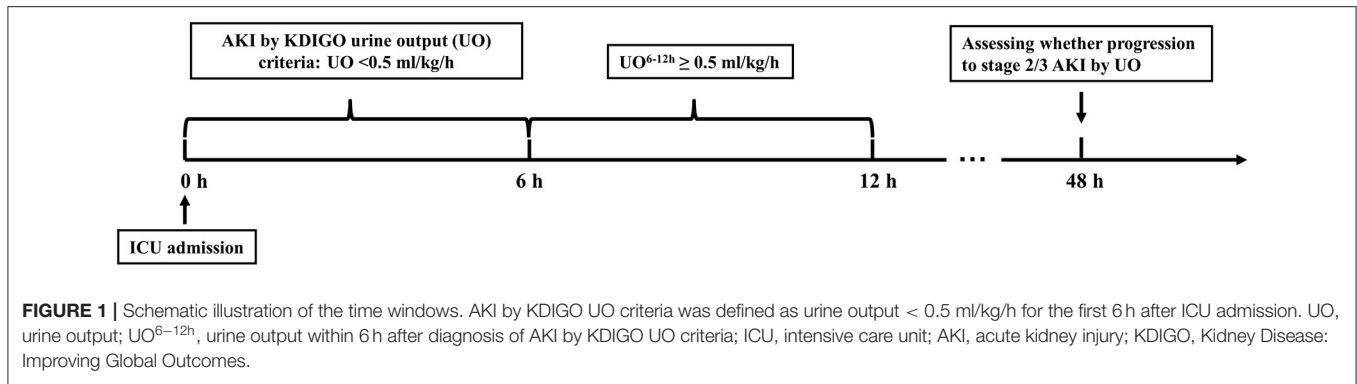 AKI by KDIGO urine output (UO)
criteria: UO <0.5 ml/kg/h
UO^6-12h ≥ 0.5 ml/kg/h
Assessing whether progression
to stage 2/3 AKI by UO
...
0 h
6 h
12 h
48 h
ICU admission
FIGURE 1 | Schematic illustration of the time windows. AKI by KDIGO UO criteria was defined as urine output < 0.5 ml/kg/h for the first 6 h after ICU admission. UO,
urine output; UO^6−12h, urine output within 6 h after diagnosis of AKI by KDIGO UO criteria; ICU, intensive care unit; AKI, acute kidney injury; KDIGO, Kidney Disease:
Improving Global Outcomes.